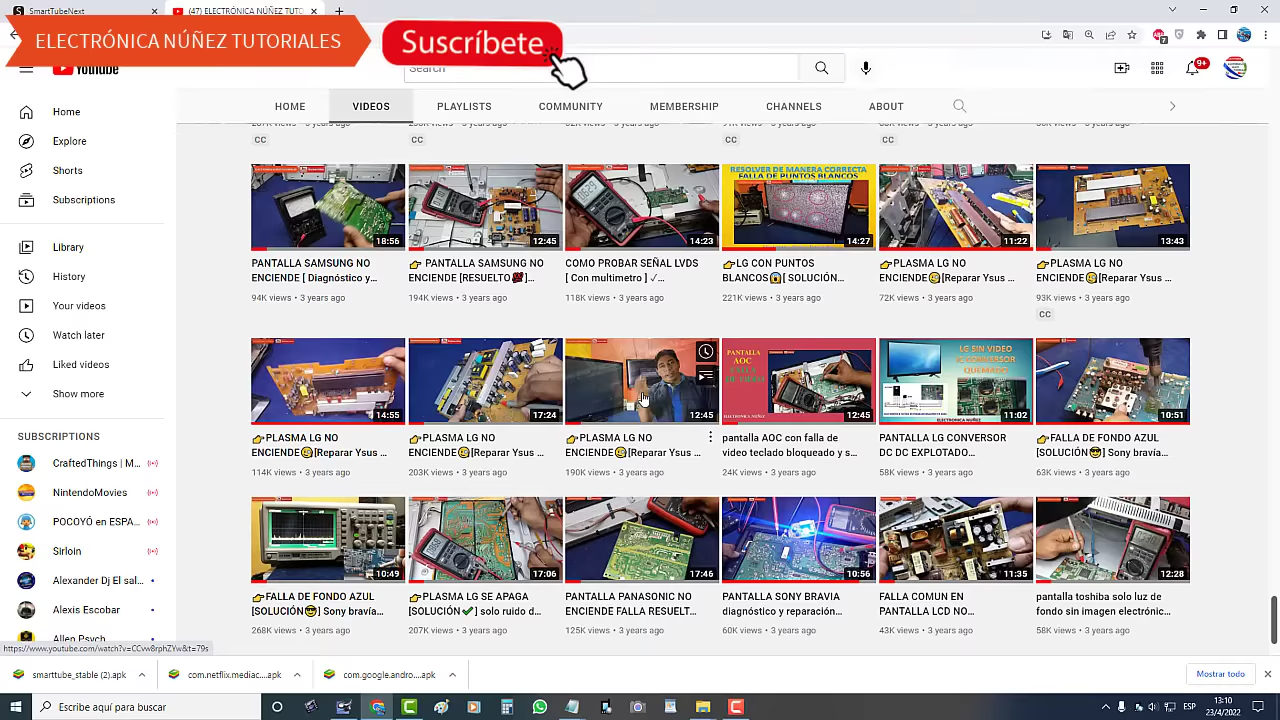 ELECTRÓNICA NÚÑEZ TUTORIALES
Suscríbete
YouTube
Search
9+
HOME
VIDEOS
PLAYLISTS
COMMUNITY
MEMBERSHIP
CHANNELS
ABOUT
Home
Explore
Shorts
Subscriptions
Library
History
Your videos
Watch later
Liked videos
Show more
SUBSCRIPTIONS
CraftedThings | M...
NintendoMovies
POCOYÓ en ESPA...
Sirloin
Alexander Dj El sal...
Alexis Escobar
Allen Psych
CC
CC
CC
CC
18:56
PANTALLA SAMSUNG NO
ENCIENDE [ Diagnóstico y...
94K views • 3 years ago
12:45
👉 PANTALLA SAMSUNG NO
ENCIENDE [RESUELTO💯]...
194K views • 3 years ago
14:23
COMO PROBAR SEÑAL LVDS
[ Con multimetro ] ✓...
118K views • 3 years ago
RESOLVER DE MANERA CORRECTA
FALLA DE PUNTOS BLANCOS
14:27
👉LG CON PUNTOS
BLANCOS😱[ SOLUCIÓN...
221K views • 3 years ago
11:22
👉PLASMA LG NO
ENCIENDE🥴[Reparar Ysus ...
72K views • 3 years ago
13:43
👉PLASMA LG NO
ENCIENDE🥴[Reparar Ysus ...
93K views • 3 years ago
CC
14:55
👉PLASMA LG NO
ENCIENDE🥴[Reparar Ysus ...
114K views • 3 years ago
17:24
👉PLASMA LG NO
ENCIENDE🥴[Reparar Ysus ...
203K views • 3 years ago
12:45
👉PLASMA LG NO
ENCIENDE🥴[Reparar Ysus ...
190K views • 3 years ago
PANTALLA
AOC
FALLA
12:45
pantalla AOC con falla de
video teclado bloqueado y s...
24K views • 3 years ago
LG SIN VIDEO
IC CONVERSOR
QUEMADO
11:02
PANTALLA LG CONVERSOR
DC DC EXPLOTADO...
58K views • 3 years ago
10:51
👉FALLA DE FONDO AZUL
[SOLUCIÓN😎] Sony bravía...
63K views • 3 years ago
10:49
👉FALLA DE FONDO AZUL
[SOLUCIÓN😎] Sony bravía...
268K views • 3 years ago
17:06
👉PLASMA LG SE APAGA
[SOLUCIÓN✔] solo ruido d...
207K views • 3 years ago
17:46
PANTALLA PANASONIC NO
ENCIENDE FALLA RESUELT...
125K views • 3 years ago
10:56
PANTALLA SONY BRAVIA
diagnóstico y reparación...
60K views • 3 years ago
11:35
FALLA COMUN EN
PANTALLA LCD NO...
43K views • 3 years ago
12:28
pantalla toshiba solo luz de
fondo sin imagen electrónic...
58K views • 3 years ago
https://www.youtube.com/watch?v=CCvw8rphZYw&t=79s
smarttube_stable (2).apk
com.netflix.mediac....apk
com.google.andro....apk
Mostrar todo
Escribe aquí para buscar
ESP
13:10
23/4/2022